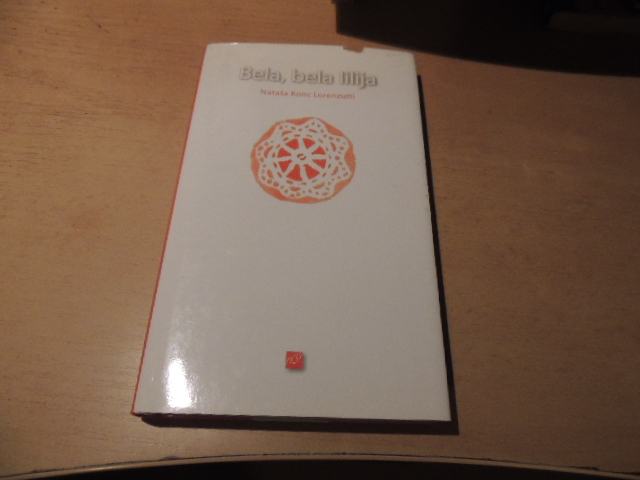 Bela, bela lilija
Nataša Konc Lorenzutti